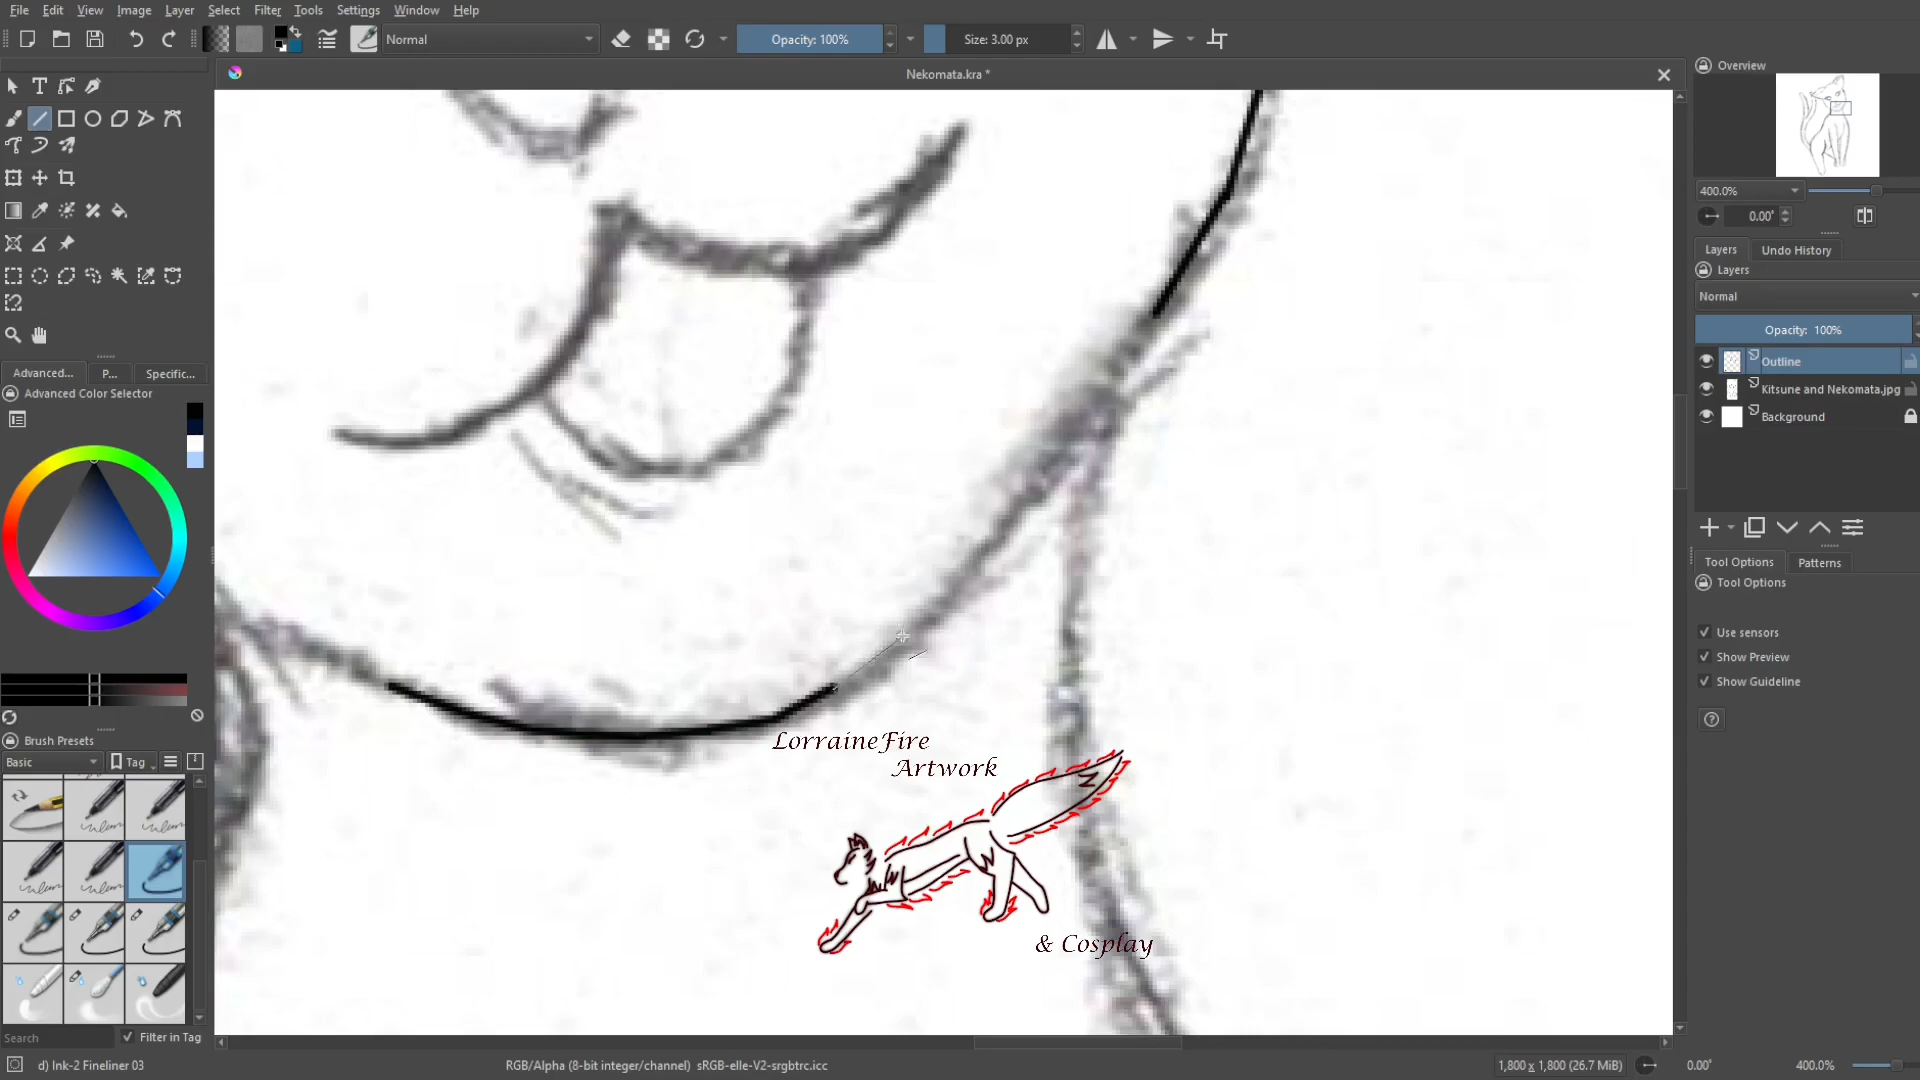 File Edit View Image Layer Select Filter Tools Settings Window Help
Normal
Opacity: 100%
Size: 3.00 px
Nekomata.kra *
Overview
400.0%
0.00°
Layers Undo History
Layers
Normal
Opacity: 100%
Outline
Kitsune and Nekomata.jpg
Background
Tool Options Patterns
Tool Options
Use sensors
Show Preview
Show Guideline
Advanced... P... Specific...
Advanced Color Selector
Brush Presets
Basic
Tag
Search
Filter in Tag
LorraineFire
Artwork
& Cosplay
d) Ink-2 Fineliner 03
RGB/Alpha (8-bit integer/channel) sRGB-elle-V2-srgbtrc.icc
1,800 x 1,800 (26.7 MiB)
0.00°
400.0%